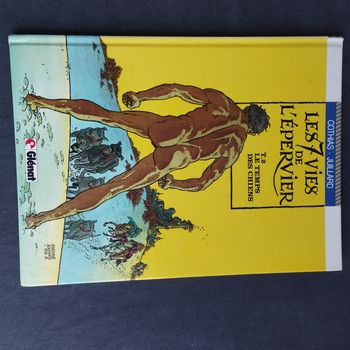 COTHIAS JUILLARD
LES 7 VIES
DE
L'ÉPERVIER
T 2
LE TEMPS
DES CHIENS
Glénat